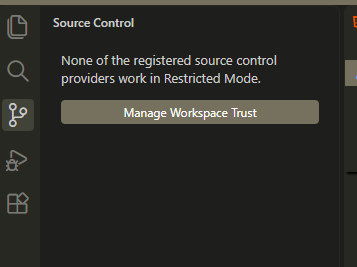 Source Control
None of the registered source control
providers work in Restricted Mode.
Manage Workspace Trust